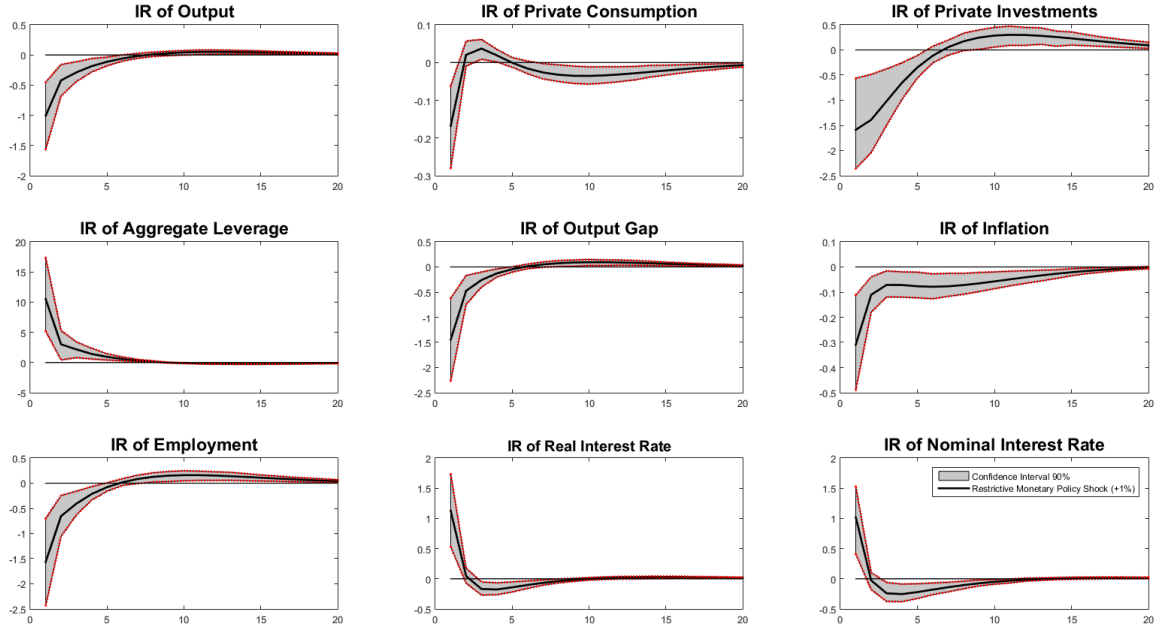 IR of Output
0.5
0
-0.5
-1
-1.5
-2
0 5 10 15 20
IR of Private Consumption
0.1
0
-0.1
-0.2
-0.3
0 5 10 15 20
IR of Private Investments
0.5
0
-0.5
-1
-1.5
-2
-2.5
0 5 10 15 20
IR of Aggregate Leverage
20
15
10
5
0
-5
0 5 10 15 20
IR of Output Gap
0.5
0
-0.5
-1
-1.5
-2
-2.5
0 5 10 15 20
IR of Inflation
0.1
0
-0.1
-0.2
-0.3
-0.4
-0.5
0 5 10 15 20
IR of Employment
0.5
0
-0.5
-1
-1.5
-2
-2.5
0 5 10 15 20
IR of Real Interest Rate
2
1.5
1
0.5
0
-0.5
0 5 10 15 20
IR of Nominal Interest Rate
2
1.5
1
0.5
0
-0.5
0 5 10 15 20
Confidence Interval 90%
Restrictive Monetary Policy Shock (+1%)